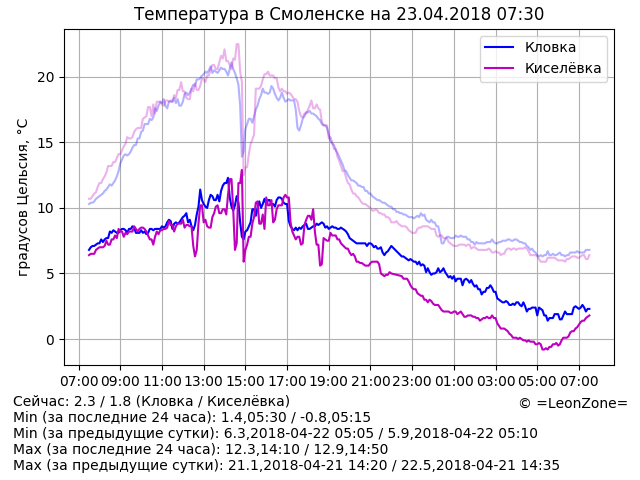 Температура в Смоленске на 23.04.2018 07:30
Кловка
Киселёвка
градусов Цельсия, °C
20
15
10
5
0
07:00 09:00 11:00 13:00 15:00 17:00 19:00 21:00 23:00 01:00 03:00 05:00 07:00
Сейчас: 2.3 / 1.8 (Кловка / Киселёвка)
© =LeonZone=
Min (за последние 24 часа): 1.4,05:30 / -0.8,05:15
Min (за предыдущие сутки): 6.3,2018-04-22 05:05 / 5.9,2018-04-22 05:10
Max (за последние 24 часа): 12.3,14:10 / 12.9,14:50
Max (за предыдущие сутки): 21.1,2018-04-21 14:20 / 22.5,2018-04-21 14:35